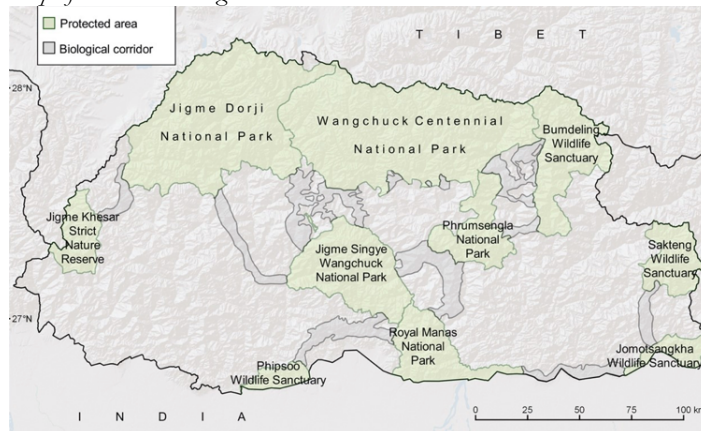 Protected area
Biological corridor
T I B E T
28°N
Jigme Dorji
National Park
Wangchuck Centennial
National Park
Bumdeling
Wildlife
Sanctuary
Jigme Khesar
Strict
Nature
Reserve
Phrumsengla
National
Park
Jigme Singye
Wangchuck
National Park
Sakteng
Wildlife
Sanctuary
27°N
Royal Manas
National
Park
Jomotsangkha
Wildlife Sanctuary
Phipsoo
Wildlife Sanctuary
I N D I A
0 25 50 75 100 km